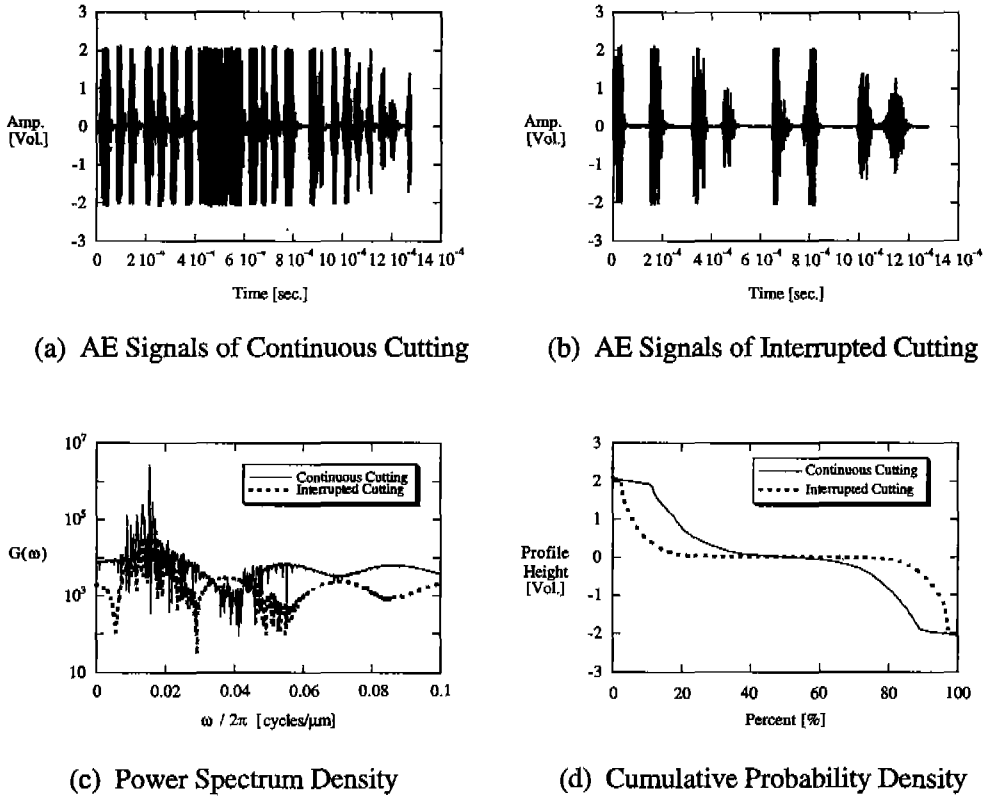 3
2
1
0
-1
-2
-3
Amp.
[Vol.]
0 2 10⁻⁴ 4 10⁻⁴ 6 10⁻⁴ 8 10⁻⁴ 10 10⁻⁴ 12 10⁻⁴ 14 10⁻⁴
Time [sec.]
(a) AE Signals of Continuous Cutting
3
2
1
0
-1
-2
-3
Amp.
[Vol.]
0 2 10⁻⁴ 4 10⁻⁴ 6 10⁻⁴ 8 10⁻⁴ 10 10⁻⁴ 12 10⁻⁴ 14 10⁻⁴
Time [sec.]
(b) AE Signals of Interrupted Cutting
10⁷
10⁵
10³
10
G(ω)
Continuous Cutting
Interrupted Cutting
0 0.02 0.04 0.06 0.08 0.1
ω / 2π [cycles/μm]
(c) Power Spectrum Density
3
2
1
0
-1
-2
-3
Profile
Height
[Vol.]
Continuous Cutting
Interrupted Cutting
0 20 40 60 80 100
Percent [%]
(d) Cumulative Probability Density